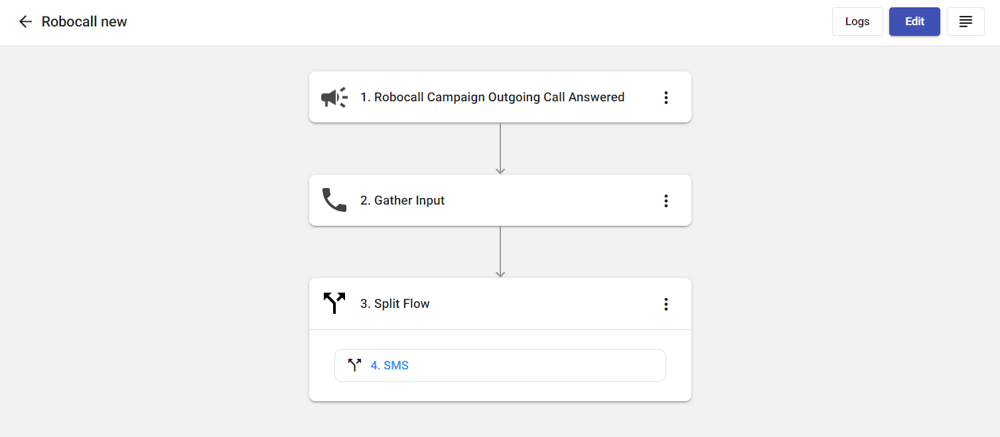 Robocall new
Logs
Edit
1. Robocall Campaign Outgoing Call Answered
2. Gather Input
3. Split Flow
4. SMS